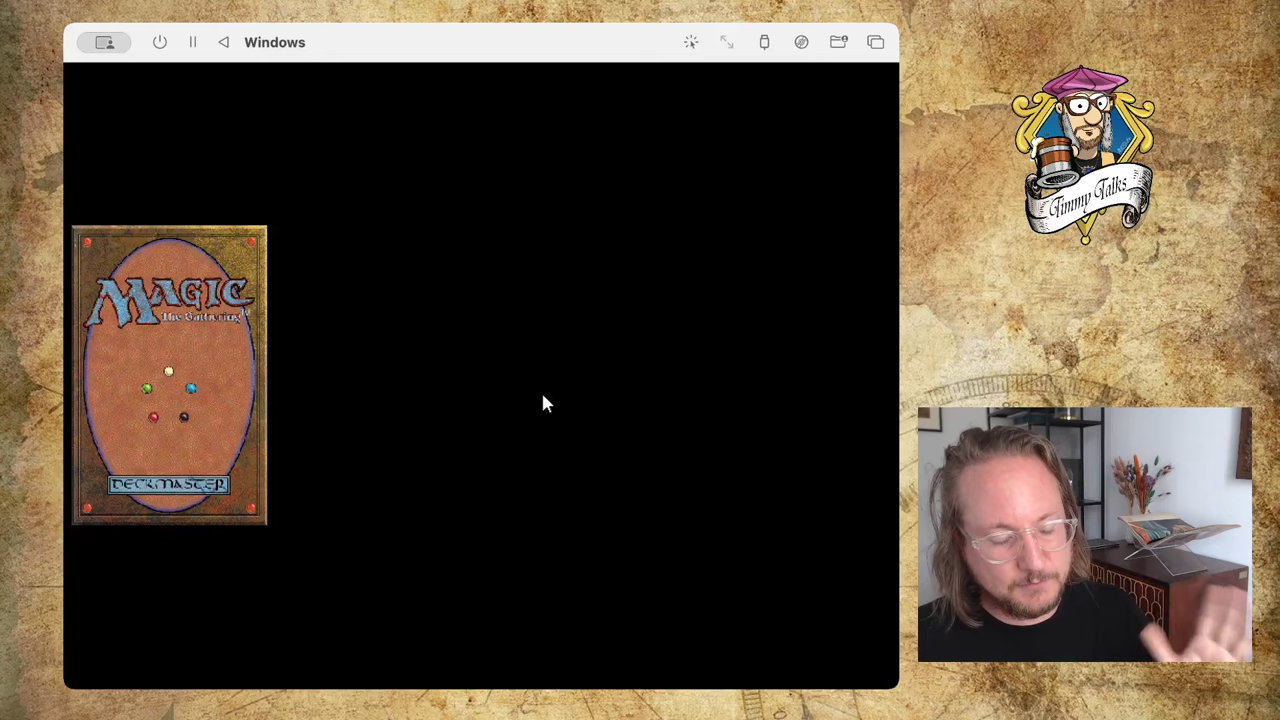 Windows
Timmy Talks
MAGIC
The Gathering
DECKMASTER